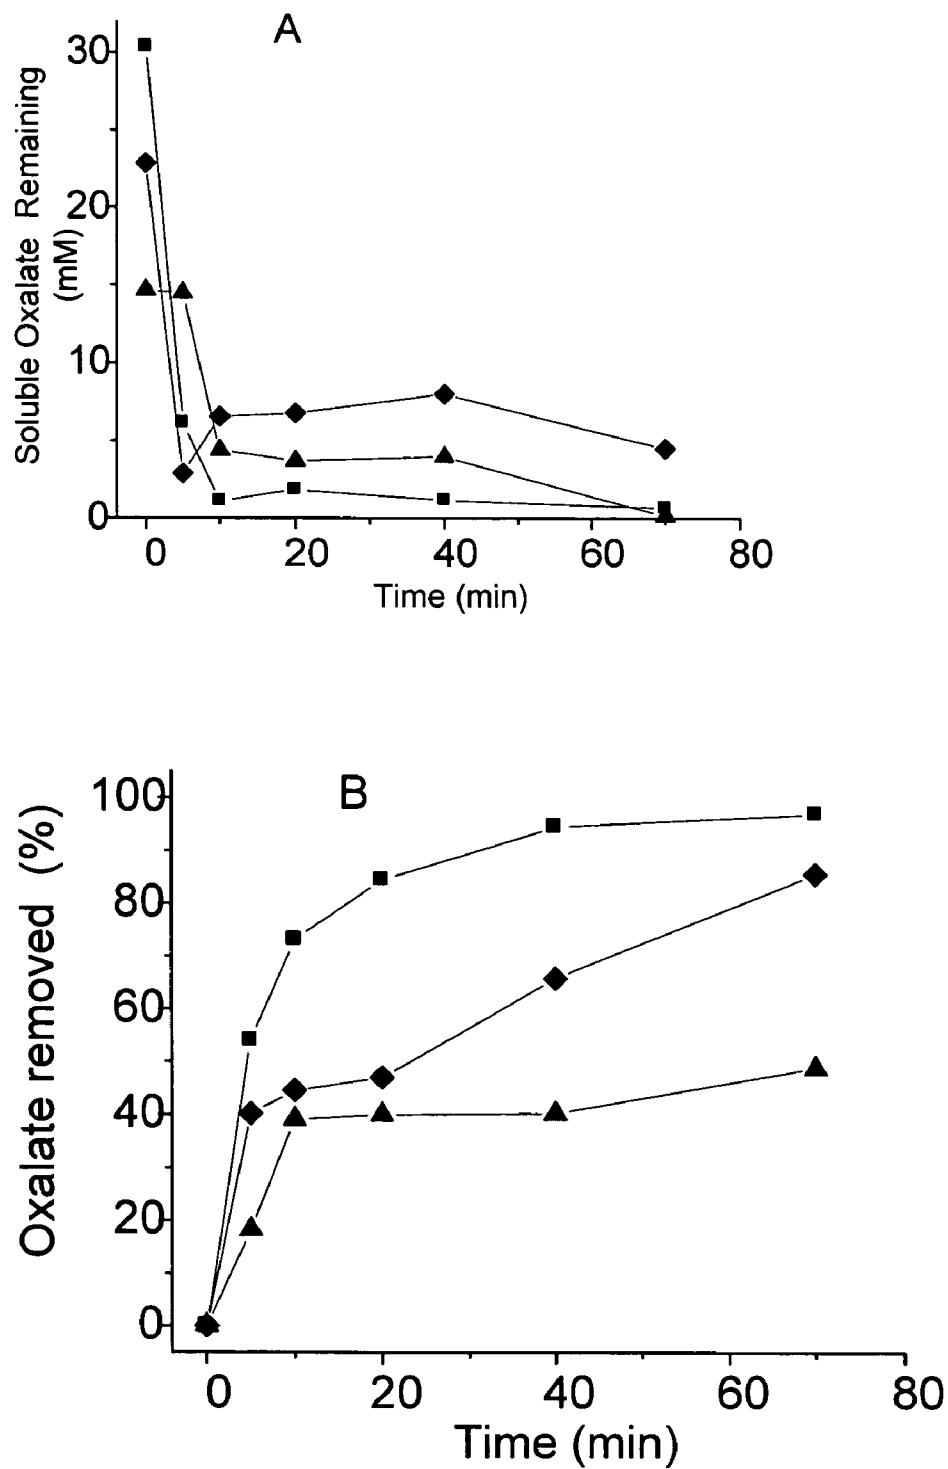 A
Soluble Oxalate Remaining
(mM)
30
20
10
0
0 20 40 60 80
Time (min)
B
Oxalate removed (%)
100
80
60
40
20
0
0 20 40 60 80
Time (min)